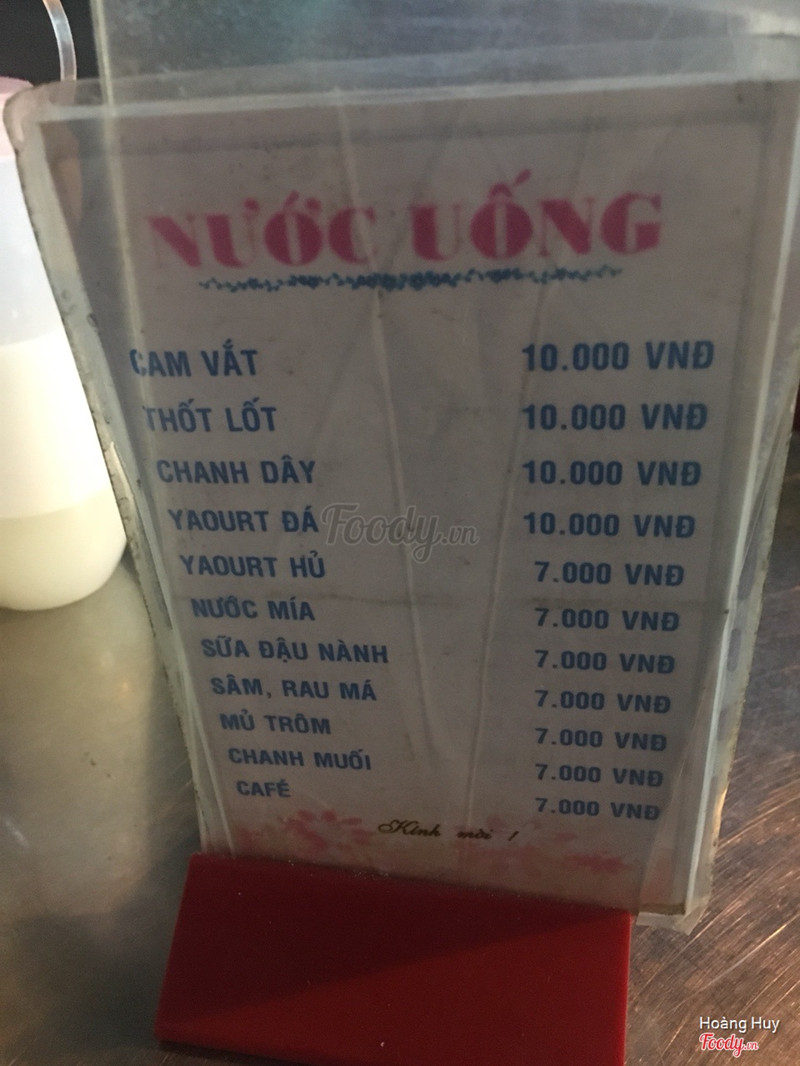 NƯỚC UỐNG
CAM VẮT 10.000 VNĐ
THỐT LỐT 10.000 VNĐ
CHANH DÂY 10.000 VNĐ
YAOURT ĐÁ 10.000 VNĐ
Foody.vn
YAOURT HỦ 7.000 VNĐ
NƯỚC MÍA 7.000 VNĐ
SỮA ĐẬU NÀNH 7.000 VNĐ
SÂM, RAU MÁ 7.000 VNĐ
MỦ TRÔM 7.000 VNĐ
CHANH MUỐI 7.000 VNĐ
CAFÉ 7.000 VNĐ
Kính mời !
Hoàng Huy
Foody.vn